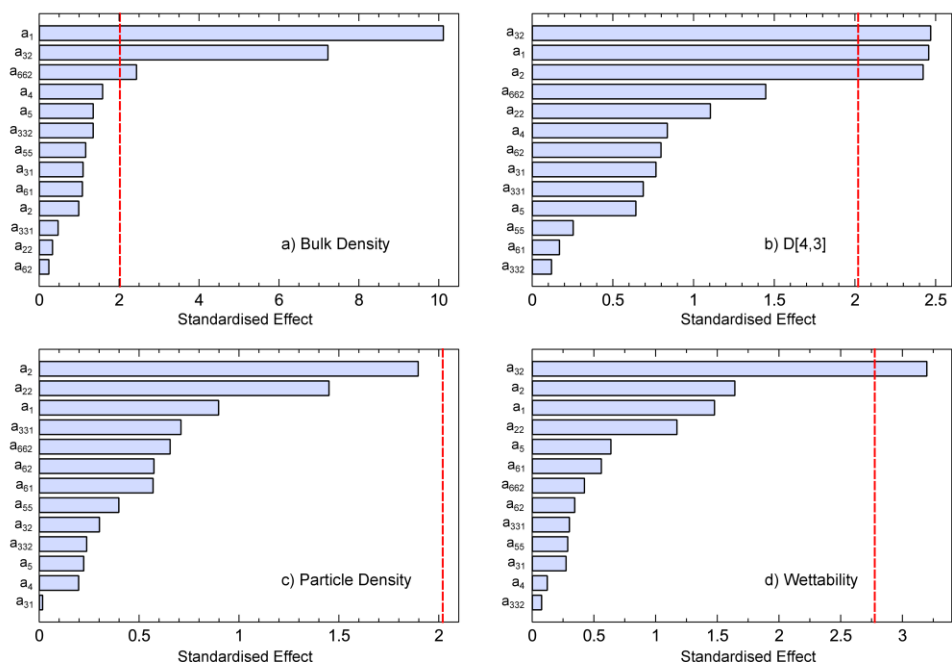 a1
a32
a662
a4
a5
a332
a55
a31
a61
a2
a331
a22
a62
a) Bulk Density
0 2 4 6 8 10
Standardised Effect
a32
a1
a2
a662
a22
a4
a62
a31
a331
a5
a55
a61
a332
b) D[4,3]
0 0.5 1 1.5 2 2.5
Standardised Effect
a2
a22
a1
a331
a662
a62
a61
a55
a32
a332
a5
a4
a31
c) Particle Density
0 0.5 1 1.5 2
Standardised Effect
a32
a2
a1
a22
a5
a61
a662
a62
a331
a55
a31
a4
a332
d) Wettability
0 0.5 1 1.5 2 2.5 3
Standardised Effect